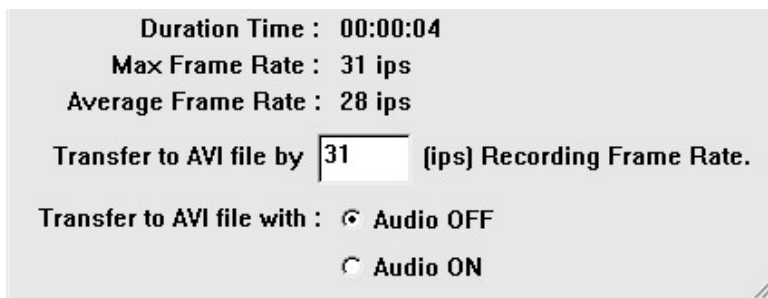 Duration Time : 00:00:04
Max Frame Rate : 31 ips
Average Frame Rate : 28 ips
Transfer to AVI file by 31 (ips) Recording Frame Rate.
Transfer to AVI file with : Audio OFF
Audio ON